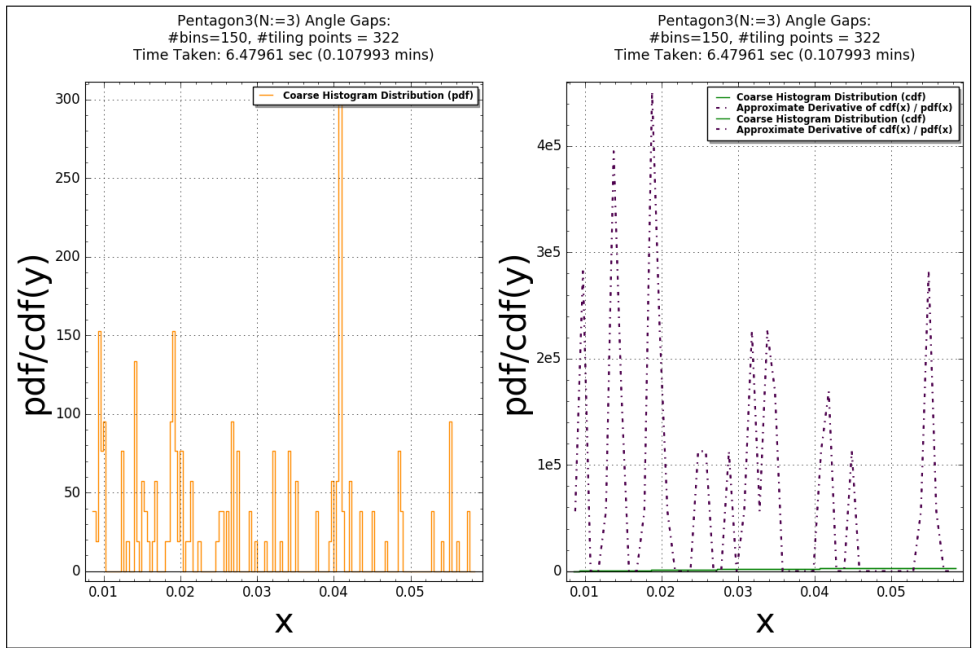 Pentagon3(N:=3) Angle Gaps:
#bins=150, #tiling points = 322
Time Taken: 6.47961 sec (0.107993 mins)
Coarse Histogram Distribution (pdf)
300
250
200
150
100
50
0
0.01 0.02 0.03 0.04 0.05
pdf/cdf(y)
x
Pentagon3(N:=3) Angle Gaps:
#bins=150, #tiling points = 322
Time Taken: 6.47961 sec (0.107993 mins)
Coarse Histogram Distribution (cdf)
Approximate Derivative of cdf(x) / pdf(x)
Coarse Histogram Distribution (cdf)
Approximate Derivative of cdf(x) / pdf(x)
4e5
3e5
2e5
1e5
0
0.01 0.02 0.03 0.04 0.05
pdf/cdf(y)
x